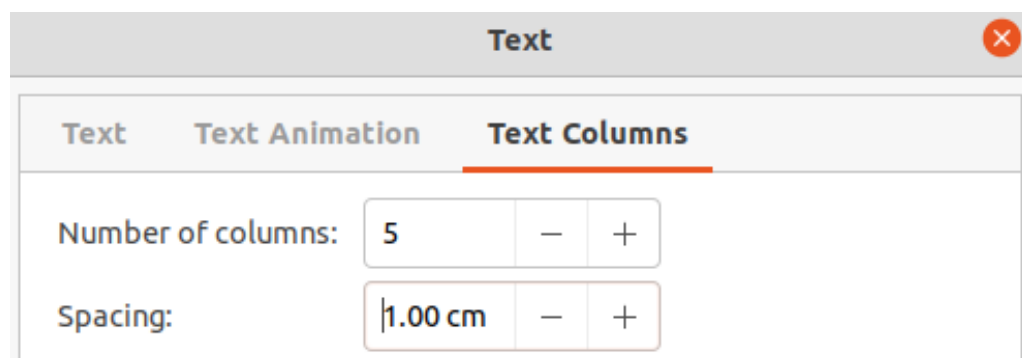 Text
Text Text Animation Text Columns
Number of columns: 5 − +
Spacing: 1.00 cm − +